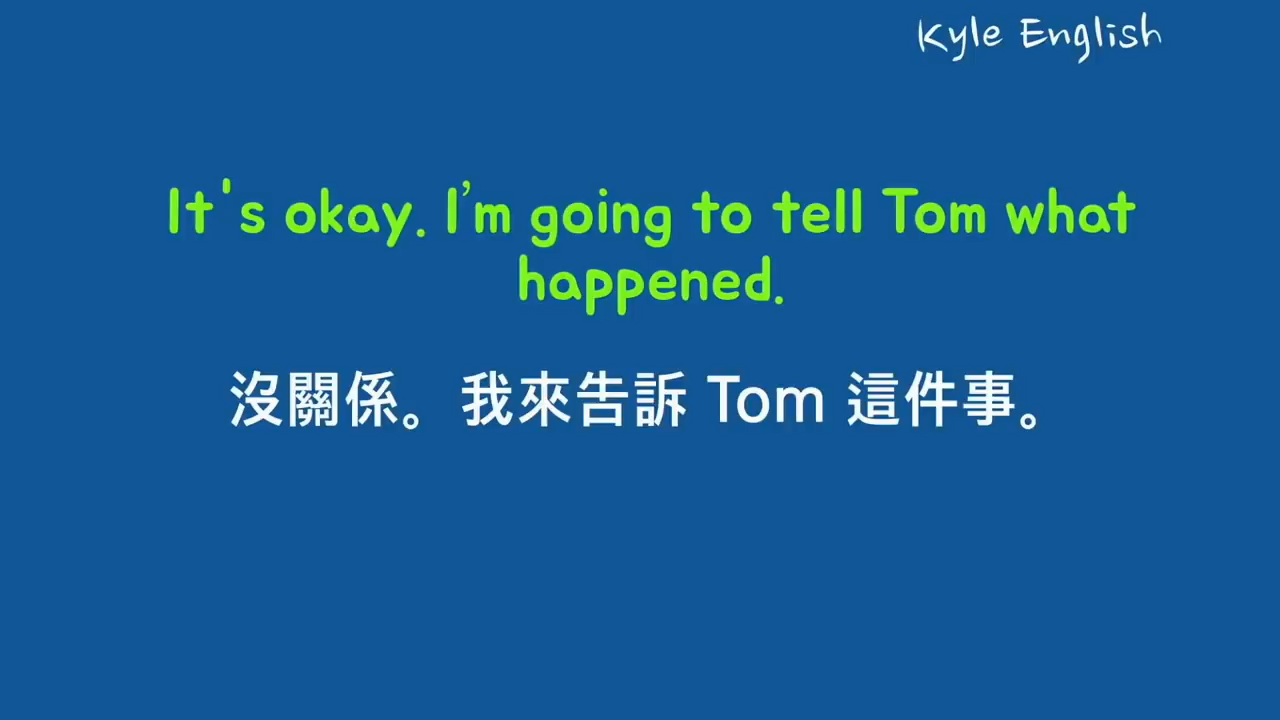 Kyle English
It's okay. I’m going to tell Tom what
happened.
沒關係。我來告訴 Tom 這件事。